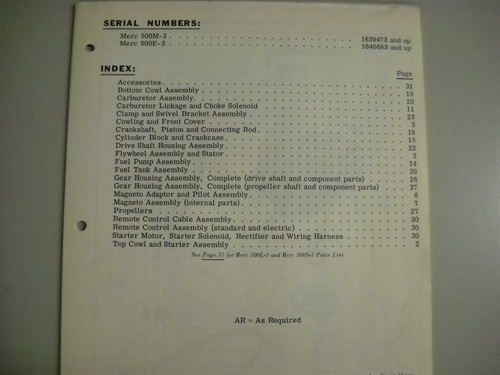 SERIAL NUMBERS:
Merc 500M-3 . . . . . . . . . . . . . . . . . . . . 1639473 and up
Merc 500E-3 . . . . . . . . . . . . . . . . . . . . 1640683 and up
INDEX:
Page
Accessories . . . . . . . . . . . . . . . . . . . . 31
Bottom Cowl Assembly . . . . . . . . . . . . . . . . . . . . 19
Carburetor Assembly . . . . . . . . . . . . . . . . . . . . 10
Carburetor Linkage and Choke Solenoid . . . . . . . . . . . . . . . 11
Clamp and Swivel Bracket Assembly . . . . . . . . . . . . . . . 23
Cowling and Front Cover . . . . . . . . . . . . . . . . . . . . 3
Crankshaft, Piston and Connecting Rod . . . . . . . . . . . . . . . 18
Cylinder Block and Crankcase . . . . . . . . . . . . . . . . . . 15
Drive Shaft Housing Assembly . . . . . . . . . . . . . . . . . . 22
Flywheel Assembly and Stator . . . . . . . . . . . . . . . . . . 3
Fuel Pump Assembly . . . . . . . . . . . . . . . . . . . . 14
Fuel Tank Assembly . . . . . . . . . . . . . . . . . . . . 30
Gear Housing Assembly, Complete (drive shaft and component parts) . . . . 26
Gear Housing Assembly, Complete (propeller shaft and component parts) . . . 27
Magneto Adaptor and Pilot Assembly . . . . . . . . . . . . . . . 6
Magneto Assembly (internal parts) . . . . . . . . . . . . . . . . 7
Propellers . . . . . . . . . . . . . . . . . . . . 27
Remote Control Cable Assembly . . . . . . . . . . . . . . . . . 30
Remote Control Assembly (standard and electric) . . . . . . . . . . . 30
Starter Motor, Starter Solenoid, Rectifier and Wiring Harness . . . . . . 30
Top Cowl and Starter Assembly . . . . . . . . . . . . . . . . . 2
See Page 31 for Merc 500L-3 and Merc 500S-3 Parts List
AR = As Required